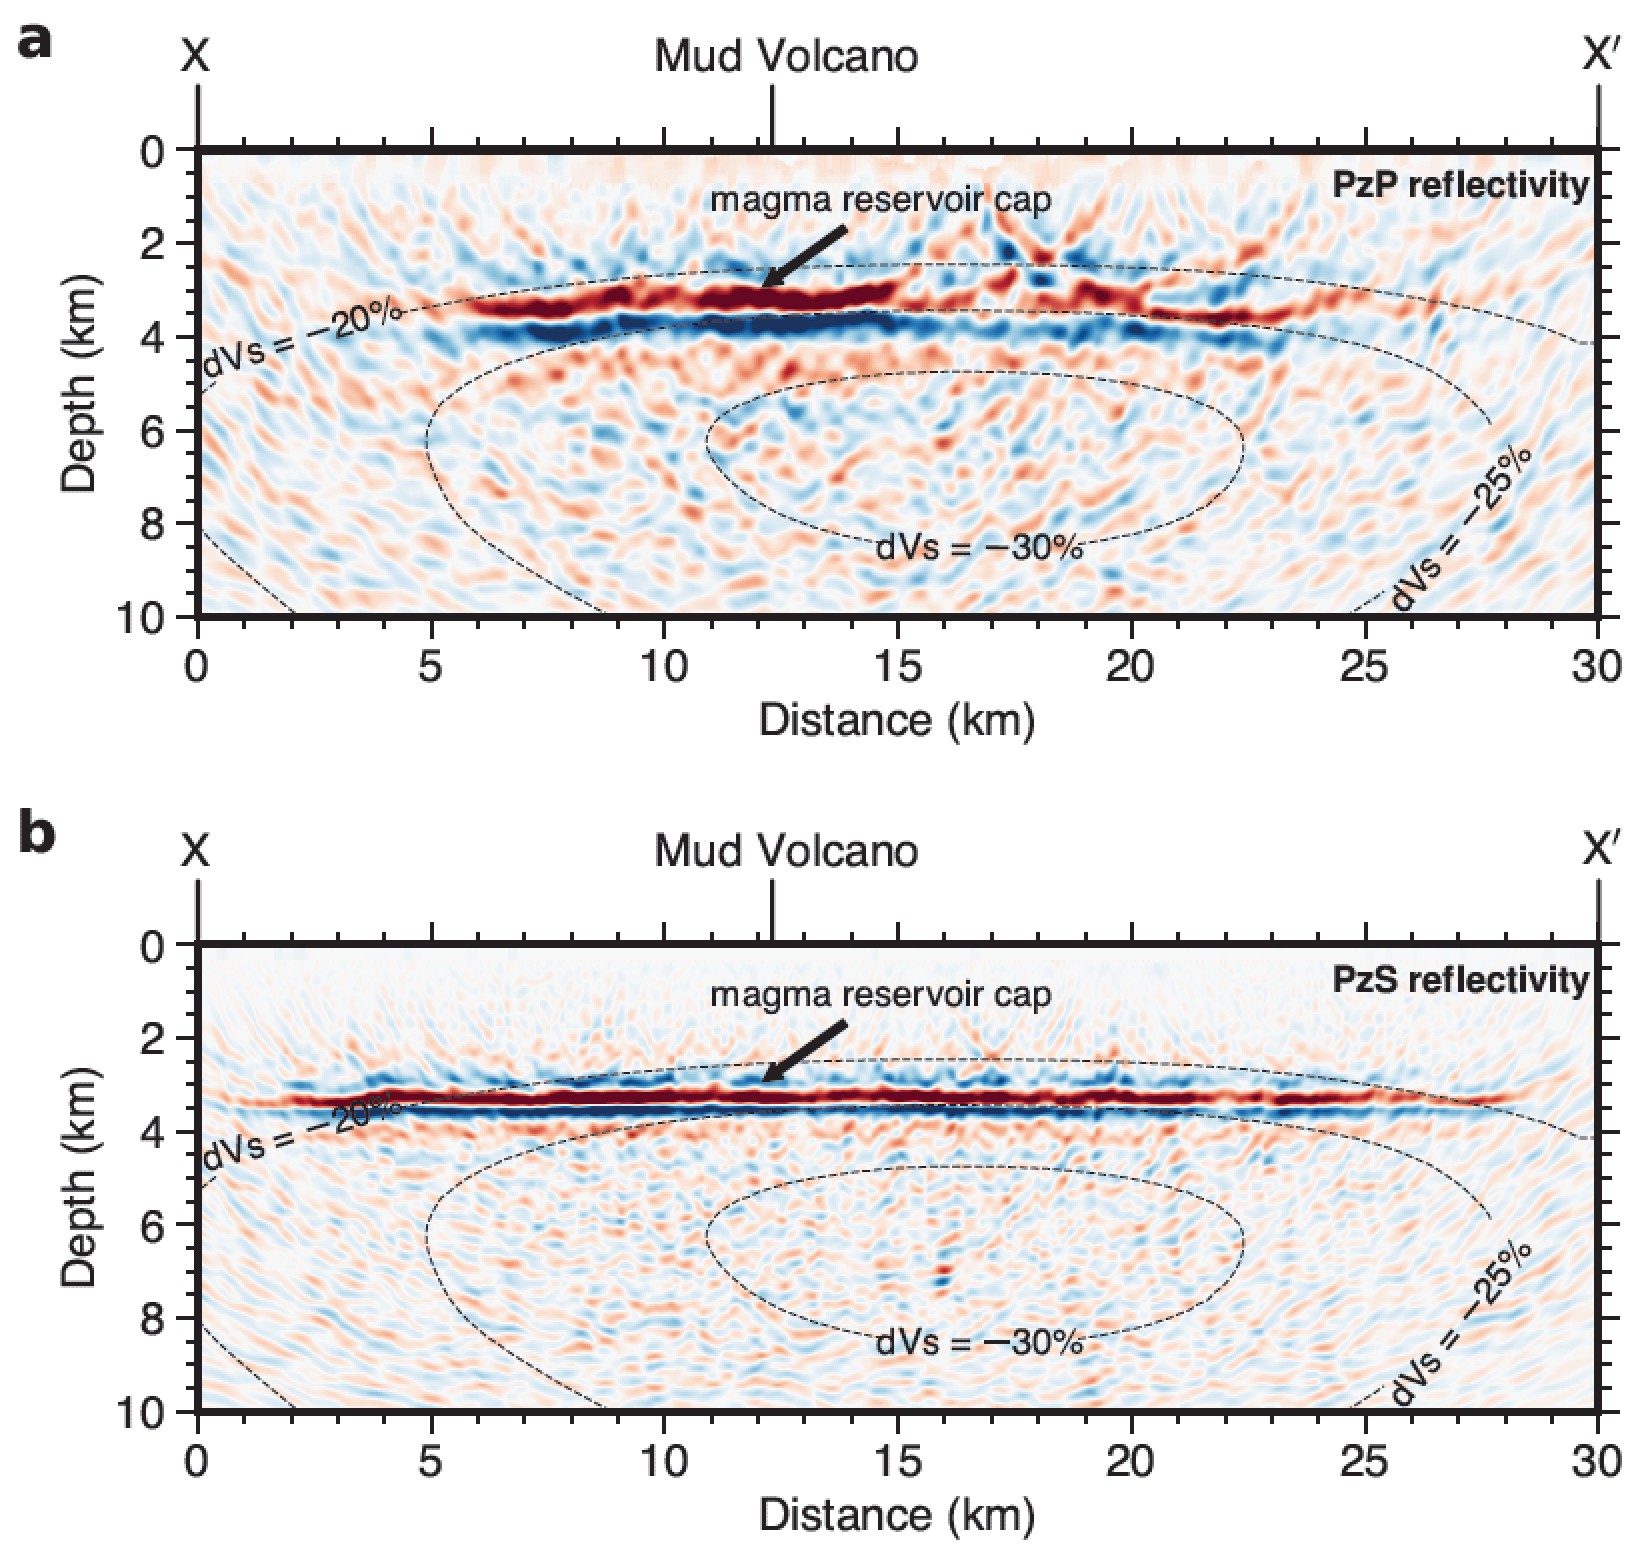 a
X Mud Volcano X′
0 PzP reflectivity
magma reservoir cap
2
dVs = −20%
4
Depth (km)
6
dVs = −25%
8
dVs = −30%
10
0 5 10 15 20 25 30
Distance (km)
b
X Mud Volcano X′
0 PzS reflectivity
magma reservoir cap
2
dVs = −20%
4
Depth (km)
6
dVs = −25%
8
dVs = −30%
10
0 5 10 15 20 25 30
Distance (km)